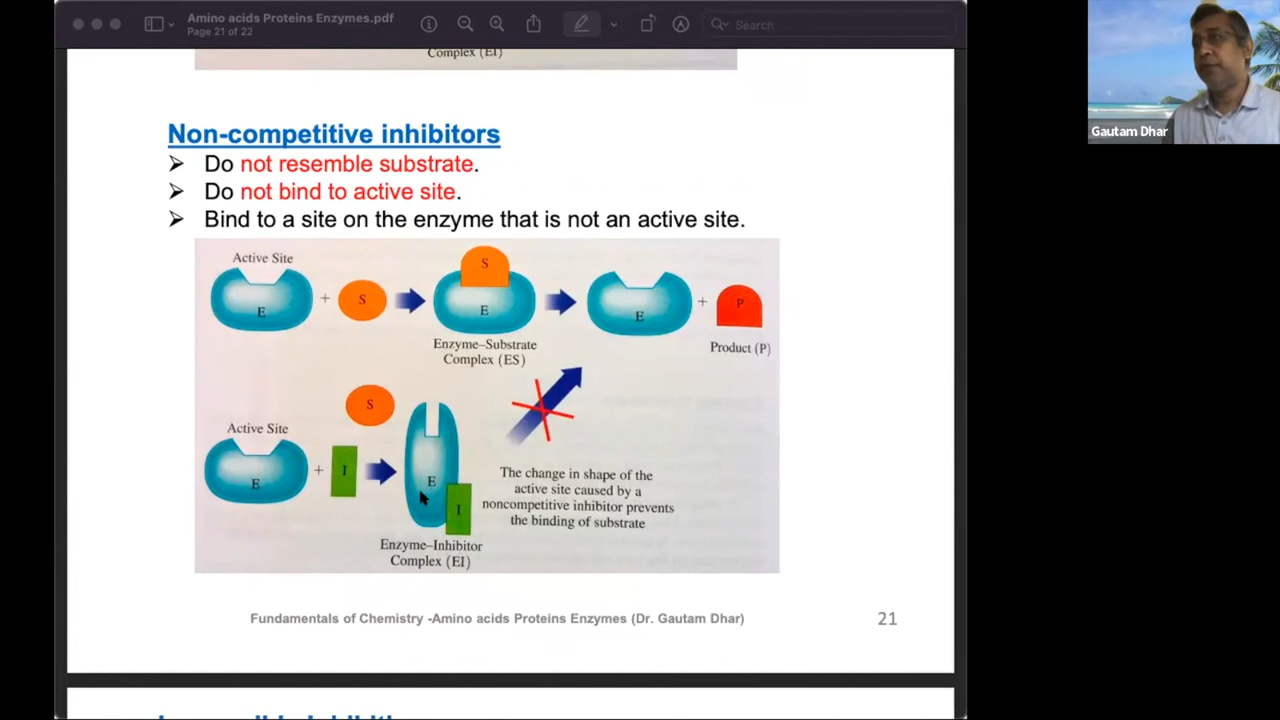 Amino acids Proteins Enzymes.pdf
Page 21 of 22
Search
Gautam Dhar
Complex (EI)
Non-competitive inhibitors
➢ Do not resemble substrate.
➢ Do not bind to active site.
➢ Bind to a site on the enzyme that is not an active site.
Active Site
E + S
S
E
E + P
Enzyme–Substrate
Complex (ES)
Product (P)
S
Active Site
E + I
E
I
The change in shape of the
active site caused by a
noncompetitive inhibitor prevents
the binding of substrate
Enzyme–Inhibitor
Complex (EI)
Fundamentals of Chemistry -Amino acids Proteins Enzymes (Dr. Gautam Dhar)
21